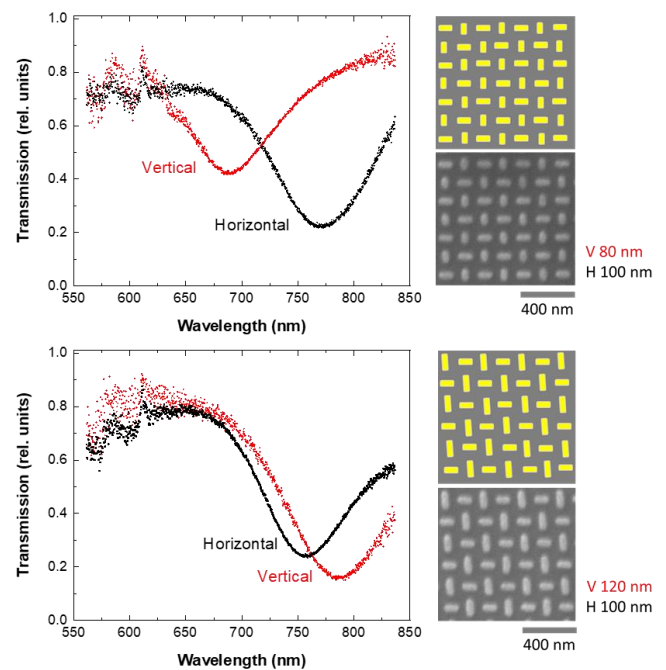 1.0
0.8
0.6
0.4
0.2
0.0
Transmission (rel. units)
Vertical
Horizontal
550 600 650 700 750 800 850
Wavelength (nm)
V 80 nm
H 100 nm
400 nm
1.0
0.8
0.6
0.4
0.2
0.0
Transmission (rel. units)
Horizontal
Vertical
550 600 650 700 750 800 850
Wavelength (nm)
V 120 nm
H 100 nm
400 nm